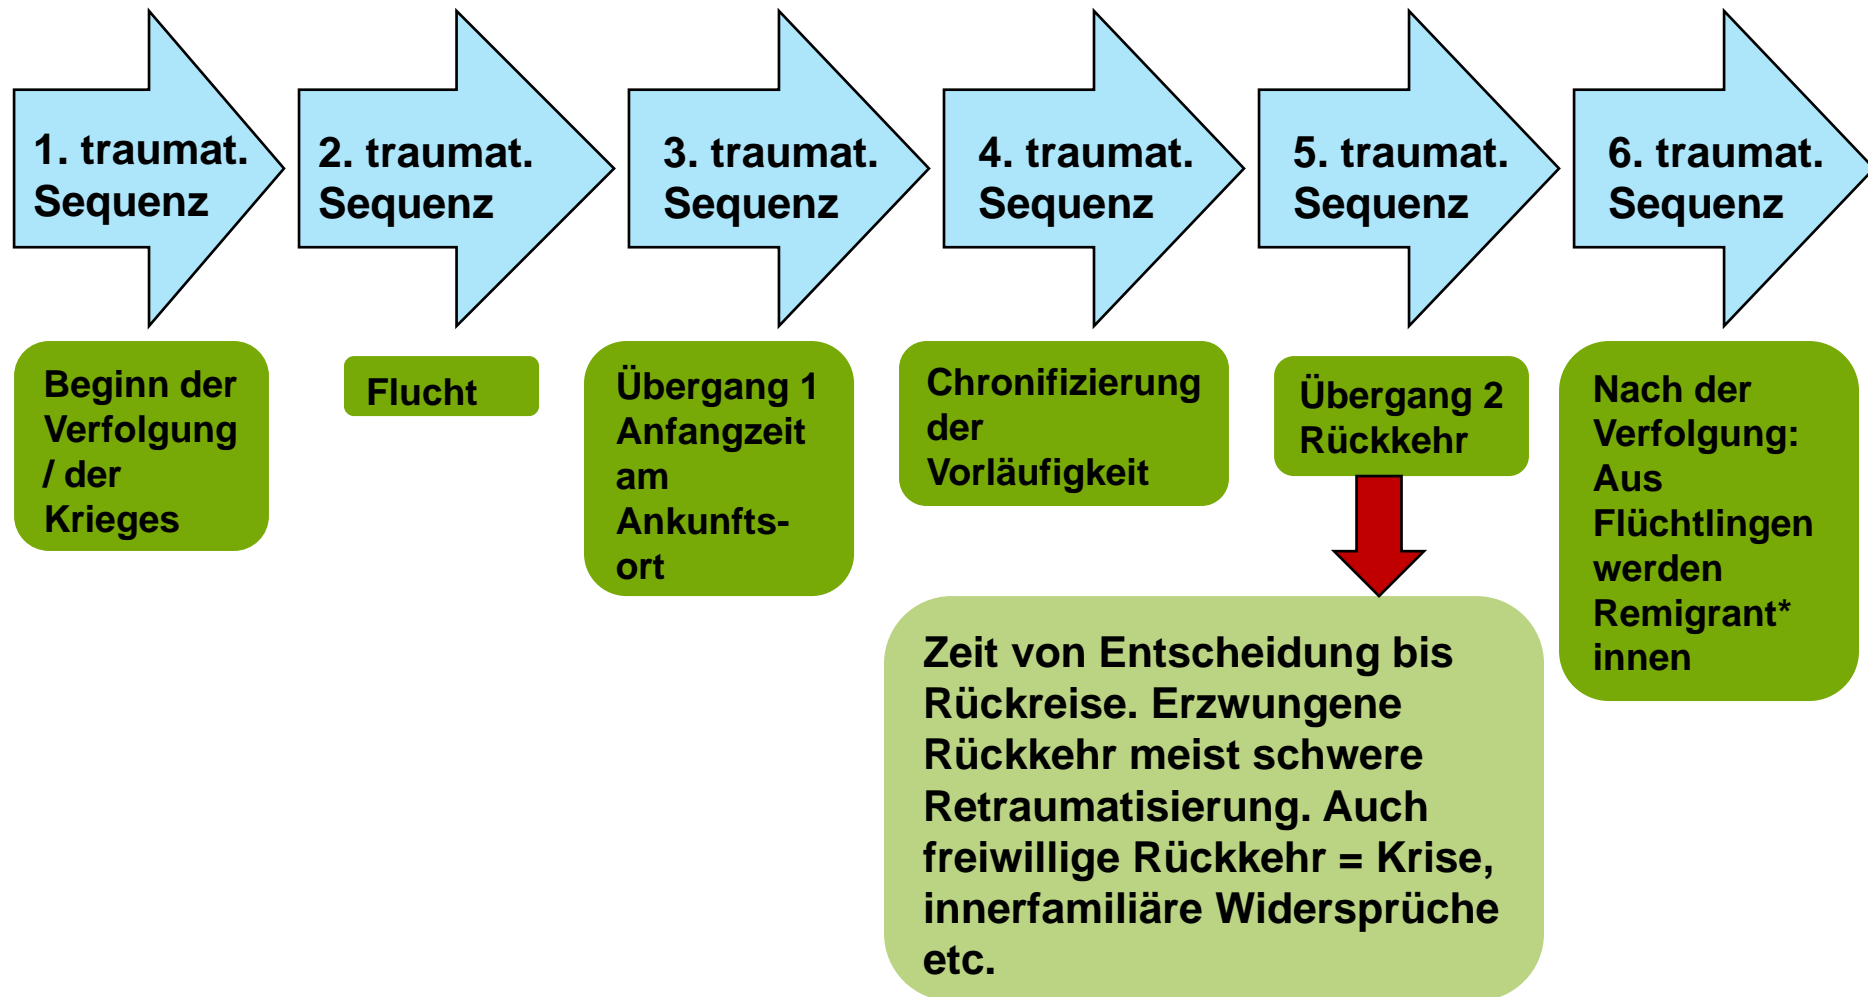 1. traumat.
Sequenz
2. traumat.
Sequenz
3. traumat.
Sequenz
4. traumat.
Sequenz
5. traumat.
Sequenz
6. traumat.
Sequenz
Beginn der
Verfolgung
/ der
Krieges
Flucht
Übergang 1
Anfangzeit
am
Ankunfts-
ort
Chronifizierung
der
Vorläufigkeit
Übergang 2
Rückkehr
Nach der
Verfolgung:
Aus
Flüchtlingen
werden
Remigrant*
innen
Zeit von Entscheidung bis
Rückreise. Erzwungene
Rückkehr meist schwere
Retraumatisierung. Auch
freiwillige Rückkehr = Krise,
innerfamiliäre Widersprüche
etc.